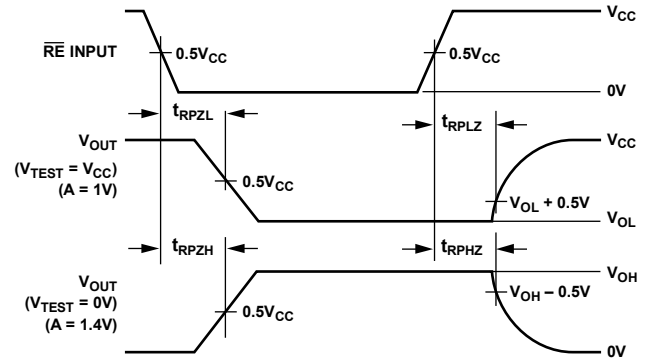 VCC
RE INPUT
0.5VCC
0.5VCC
0V
tRPZL
tRPLZ
VOUT
(VTEST = VCC)
(A = 1V)
VCC
0.5VCC
VOL + 0.5V
VOL
tRPZH
tRPHZ
VOUT
(VTEST = 0V)
(A = 1.4V)
VOH
VOH – 0.5V
0.5VCC
0V